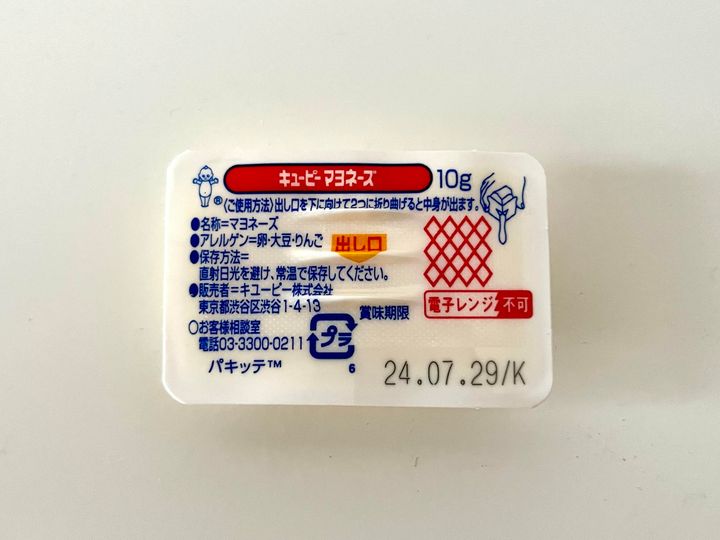 キユーピー マヨネーズ 10g
®
〈ご使用方法〉出し口を下に向けて2つに折り曲げると中身が出ます。
●名称=マヨネーズ
●アレルゲン=卵・大豆・りんご
出し口
●保存方法=
直射日光を避け、常温で保存してください。
●販売者=キユーピー株式会社
東京都渋谷区渋谷1-4-13
電子レンジ 不可
○お客様相談室
電話03-3300-0211
プラ
賞味期限
パキッテ™
6
24.07.29/K